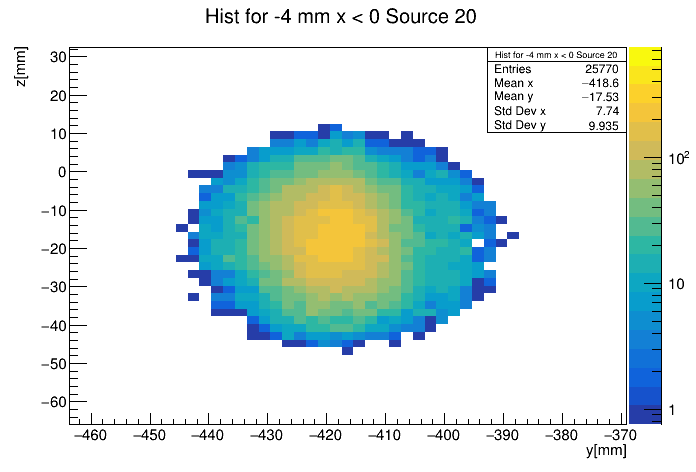 Hist for -4 mm x < 0 Source 20
z[mm]
30
20
10
0
−10
−20
−30
−40
−50
−60
−460
−450
−440
−430
−420
−410
−400
−390
−380
−370
y[mm]
Hist for -4 mm x < 0 Source 20
Entries 25770
Mean x −418.6
Mean y −17.53
Std Dev x 7.74
Std Dev y 9.935
10²
10
1